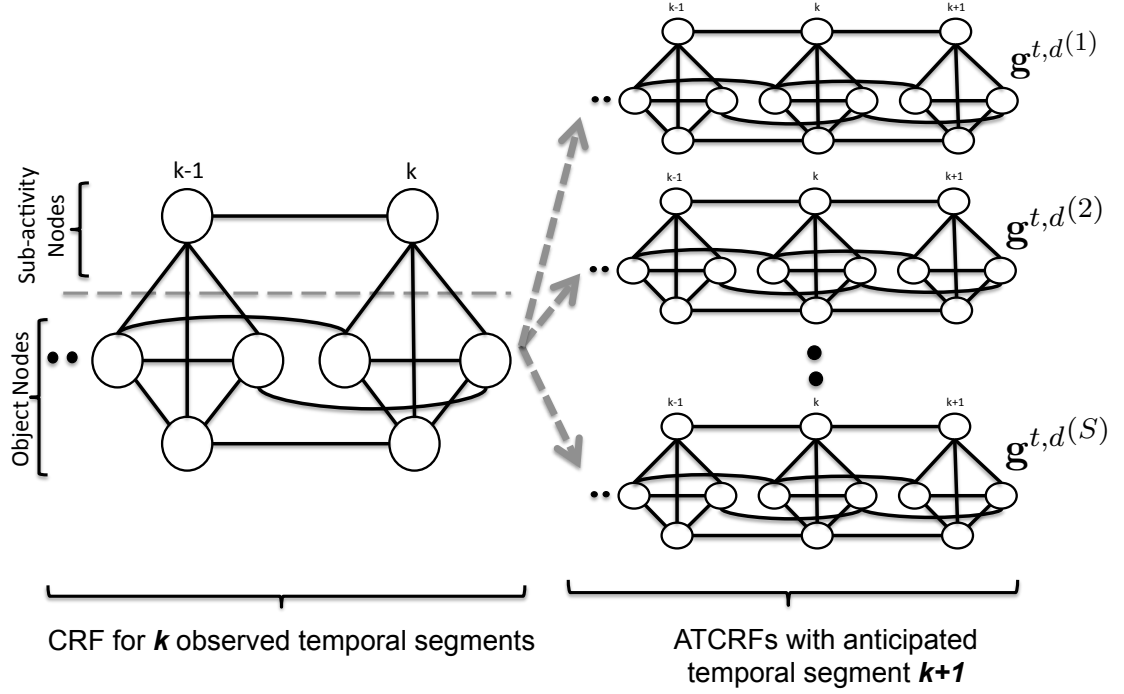 k-1
k
Sub-activity
Nodes
Object Nodes
CRF for k observed temporal segments
k-1
k
k+1
g^{t,d^{(1)}}
k-1
k
k+1
g^{t,d^{(2)}}
k-1
k
k+1
g^{t,d^{(S)}}
ATCRFs with anticipated
temporal segment k+1